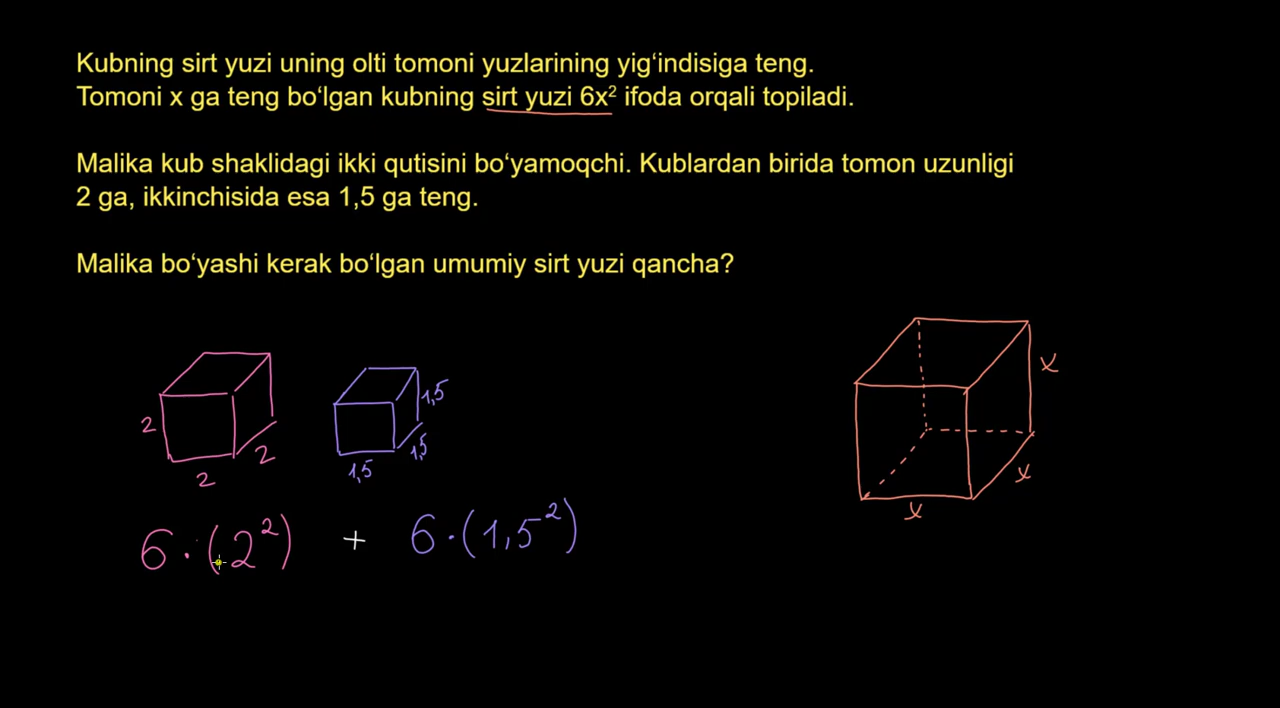 Kubning sirt yuzi uning olti tomoni yuzlarining yig‘indisiga teng.
Tomoni x ga teng bo‘lgan kubning sirt yuzi 6x² ifoda orqali topiladi.
Malika kub shaklidagi ikki qutisini bo‘yamoqchi. Kublardan birida tomon uzunligi
2 ga, ikkinchisida esa 1,5 ga teng.
Malika bo‘yashi kerak bo‘lgan umumiy sirt yuzi qancha?
2
2
2
1,5
1,5
1,5
x
x
x
6 · (2²) + 6 · (1,5²)